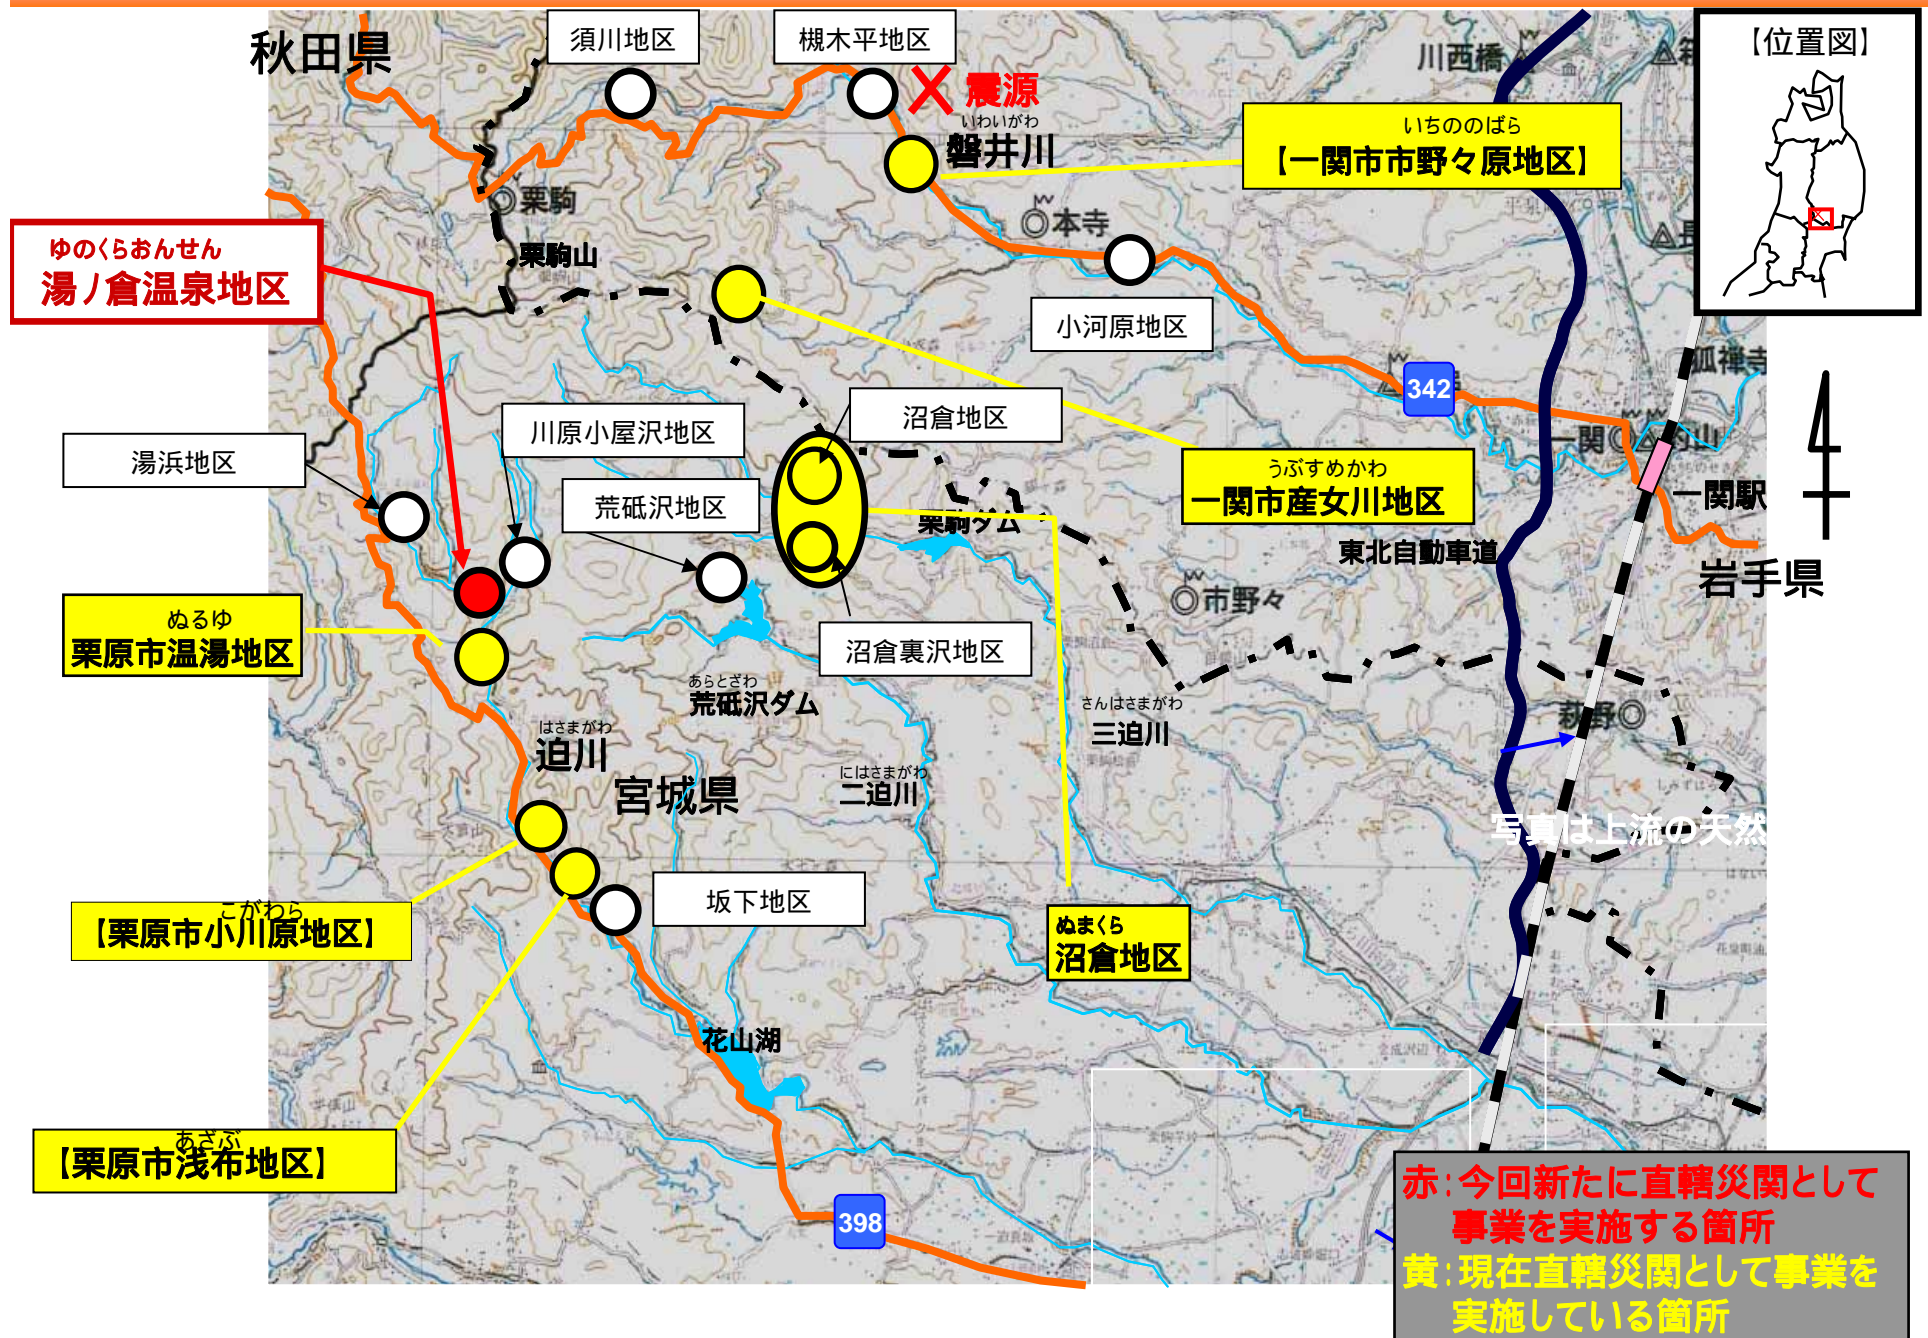 秋田県
須川地区
槻木平地区
震源
いわいがわ
磐井川
川西橋
【位置図】
いちののばら
【一関市市野々原地区】
栗駒
本寺
栗駒山
ゆのくらおんせん
湯ノ倉温泉地区
小河原地区
342
狐禅寺
川原小屋沢地区
沼倉地区
湯浜地区
荒砥沢地区
うぶすめかわ
一関市産女川地区
一関
一関駅
栗駒ダム
東北自動車道
岩手県
市野々
ぬるゆ
栗原市温湯地区
沼倉裏沢地区
あらとざわ
荒砥沢ダム
さんはさまがわ
三迫川
萩野
はさまがわ
迫川
宮城県
にはさまがわ
二迫川
写真は上流の天然
坂下地区
こがわら
【栗原市小川原地区】
ぬまくら
沼倉地区
花山湖
あざぶ
【栗原市浅布地区】
398
赤:今回新たに直轄災関として
事業を実施する箇所
黄:現在直轄災関として事業を
実施している箇所